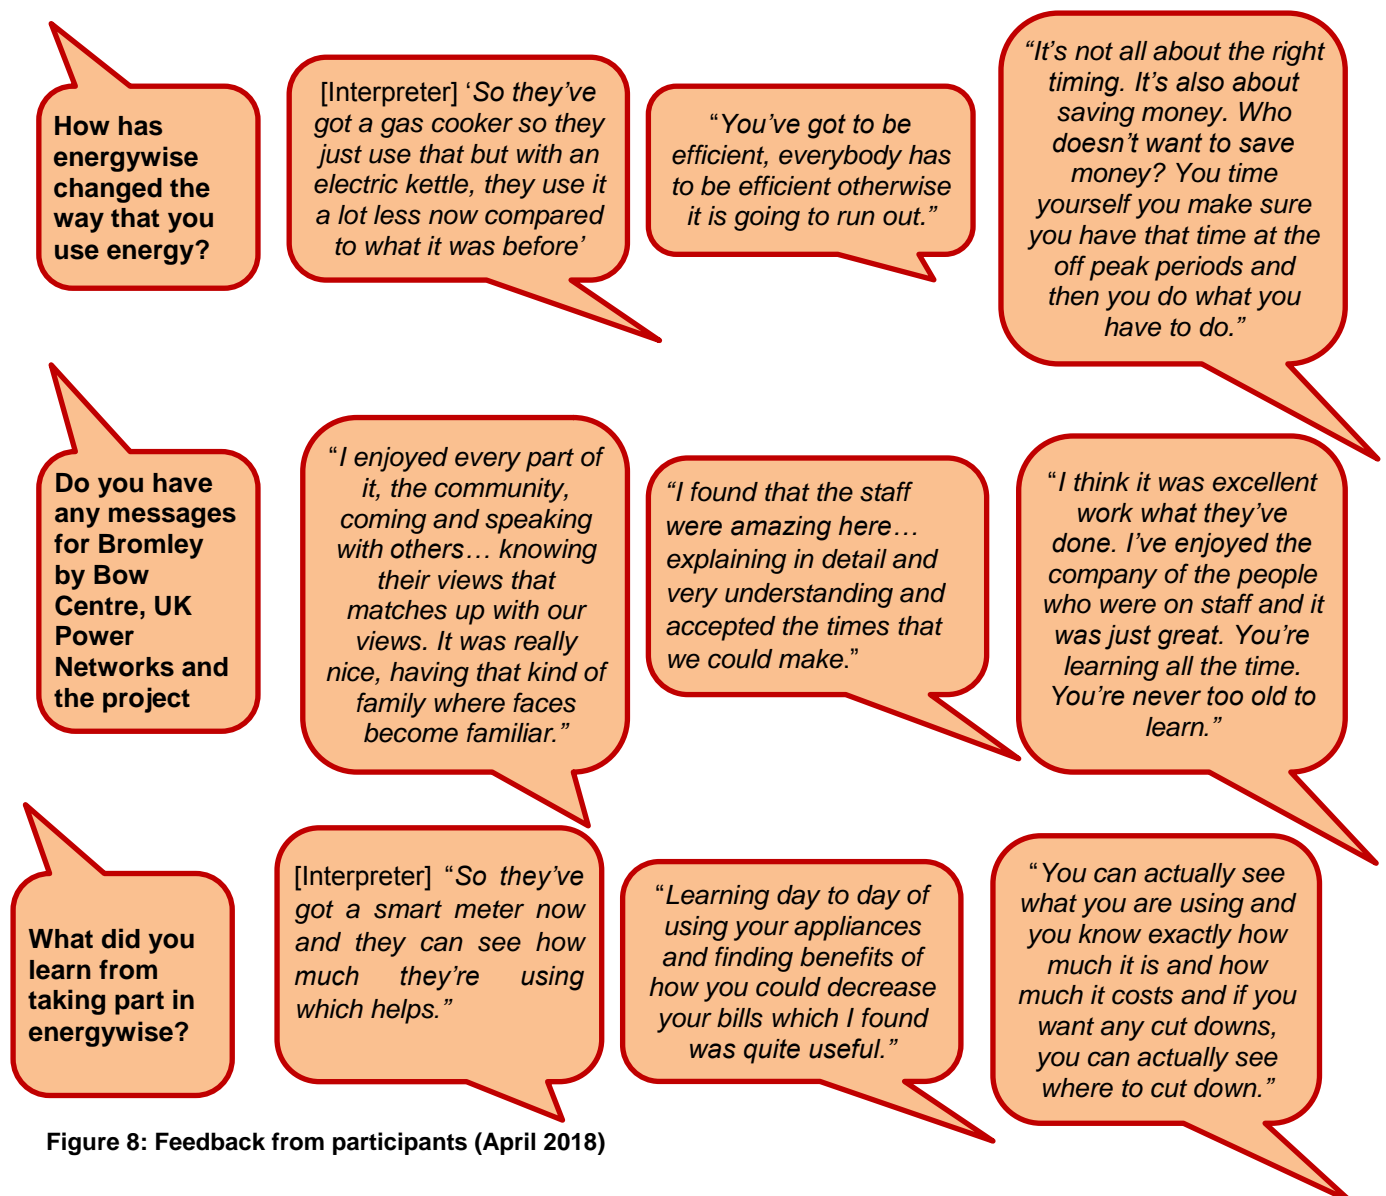 How has
energywise
changed the
way that you
use energy?
[Interpreter] ‘So they’ve
got a gas cooker so they
just use that but with an
electric kettle, they use it
a lot less now compared
to what it was before’
“You’ve got to be
efficient, everybody has
to be efficient otherwise
it is going to run out.”
“It’s not all about the right
timing. It’s also about
saving money. Who
doesn’t want to save
money? You time
yourself you make sure
you have that time at the
off peak periods and
then you do what you
have to do.”
Do you have
any messages
for Bromley
by Bow
Centre, UK
Power
Networks and
the project
“I enjoyed every part of
it, the community,
coming and speaking
with others… knowing
their views that
matches up with our
views. It was really
nice, having that kind of
family where faces
become familiar.”
“I found that the staff
were amazing here…
explaining in detail and
very understanding and
accepted the times that
we could make.”
“I think it was excellent
work what they’ve
done. I’ve enjoyed the
company of the people
who were on staff and it
was just great. You’re
learning all the time.
You’re never too old to
learn.”
What did you
learn from
taking part in
energywise?
[Interpreter] “So they’ve
got a smart meter now
and they can see how
much they’re using
which helps.”
“Learning day to day of
using your appliances
and finding benefits of
how you could decrease
your bills which I found
was quite useful.”
“You can actually see
what you are using and
you know exactly how
much it is and how
much it costs and if you
want any cut downs,
you can actually see
where to cut down.”
Figure 8: Feedback from participants (April 2018)